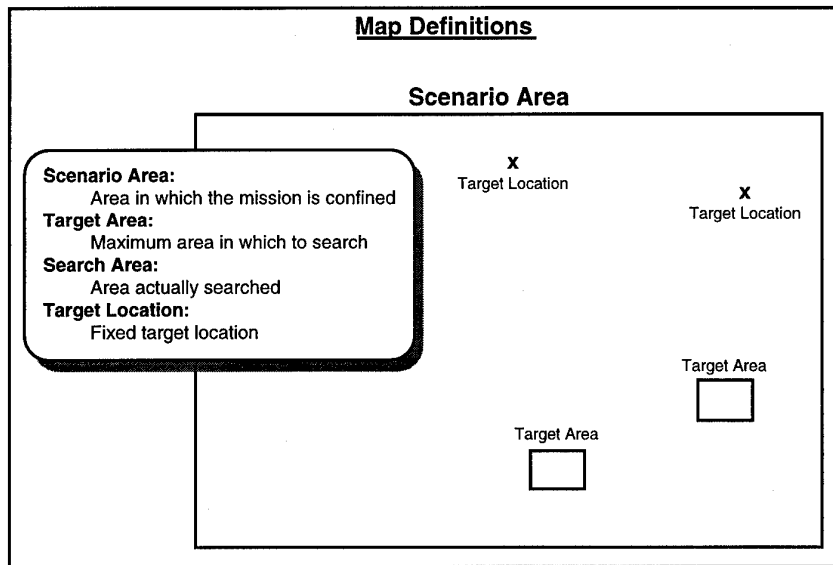 Map Definitions
Scenario Area
Scenario Area:
Area in which the mission is confined
Target Area:
Maximum area in which to search
Search Area:
Area actually searched
Target Location:
Fixed target location
x
Target Location
x
Target Location
Target Area
Target Area